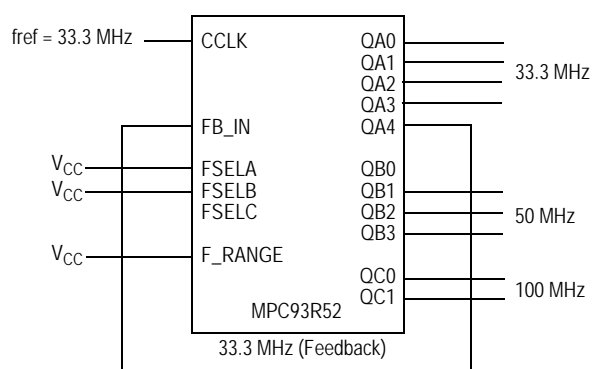 fref = 33.3 MHz
CCLK
FB_IN
VCC
FSELA
VCC
FSELB
FSELC
VCC
F_RANGE
QA0
QA1
QA2
QA3
QA4
33.3 MHz
QB0
QB1
QB2
QB3
50 MHz
QC0
QC1
100 MHz
MPC93R52
33.3 MHz (Feedback)